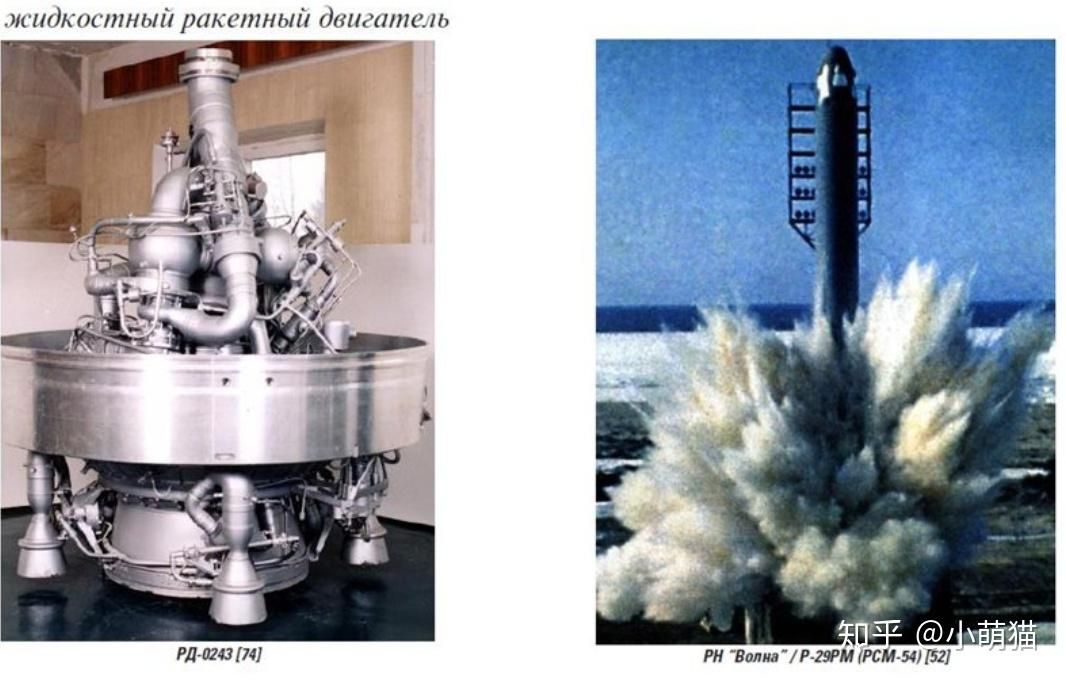 жидкостный ракетный двигатель
РД-0243 [74]
РН "Волна" / Р-29РМ (РСМ-54) [52]
知乎 @小萌猫